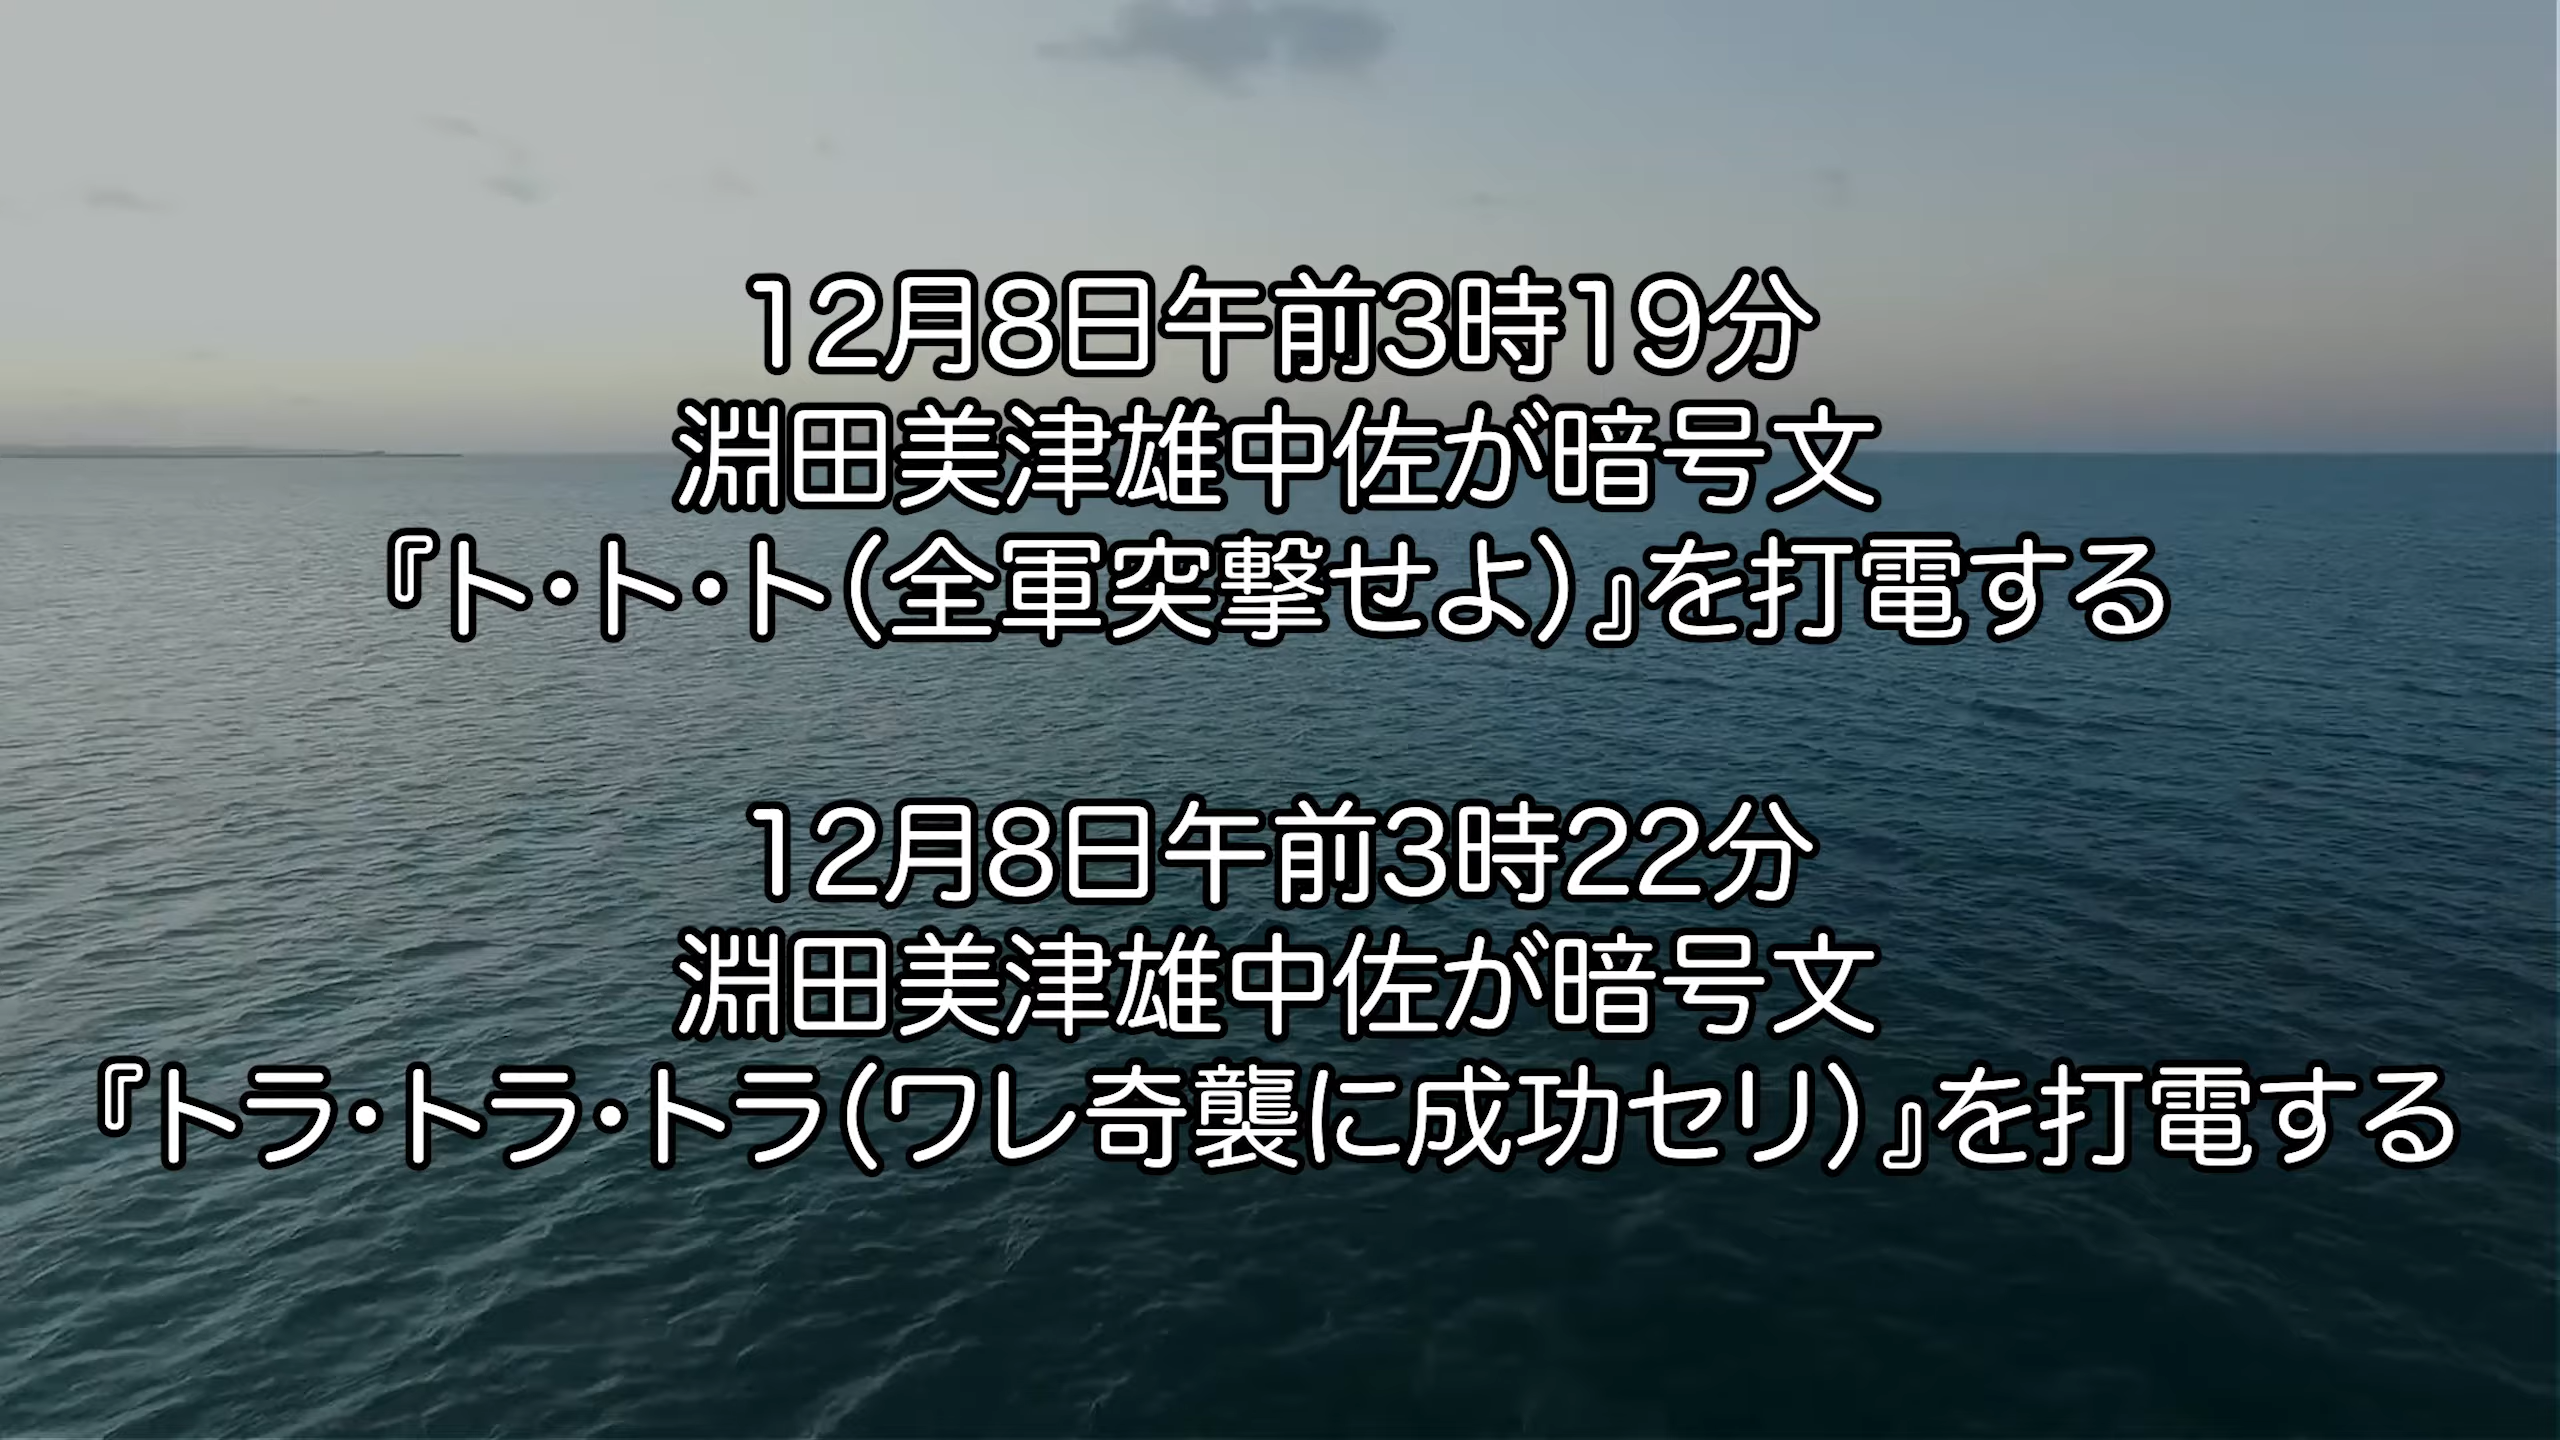 12月8日午前3時19分
淵田美津雄中佐が暗号文
『ト・ト・ト（全軍突撃せよ）』を打電する
12月8日午前3時22分
淵田美津雄中佐が暗号文
『トラ・トラ・トラ（ワレ奇襲に成功セリ）』を打電する